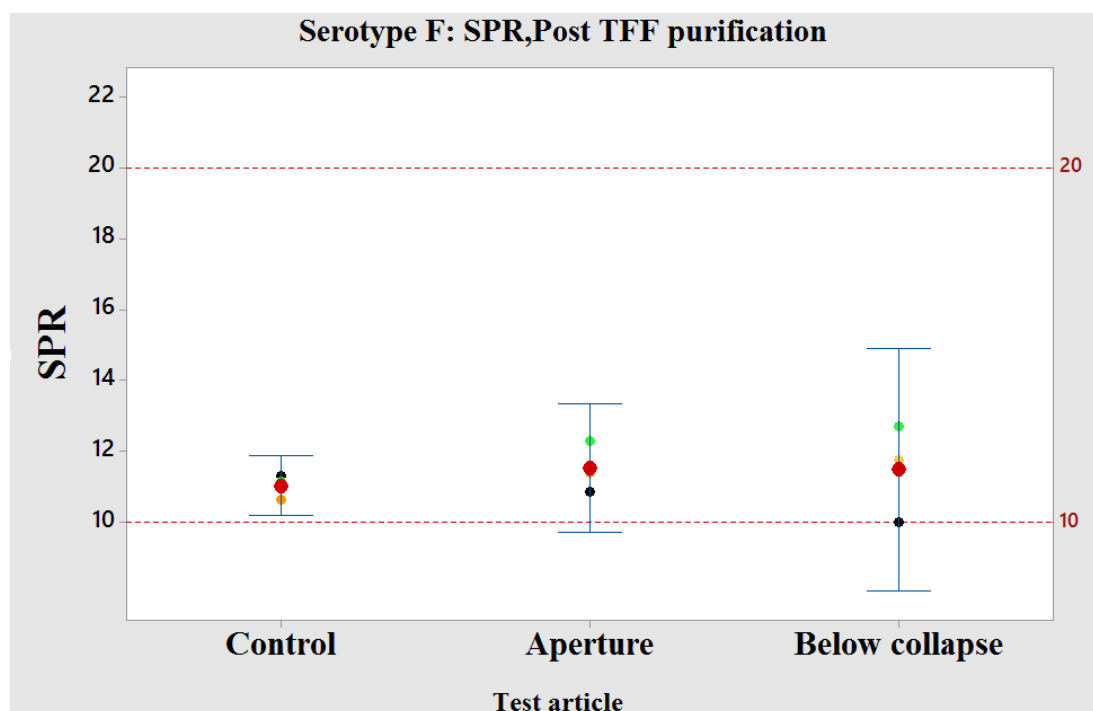 Serotype F: SPR,Post TFF purification
22
20
20
18
16
14
12
10
10
SPR
Control
Aperture
Below collapse
Test article